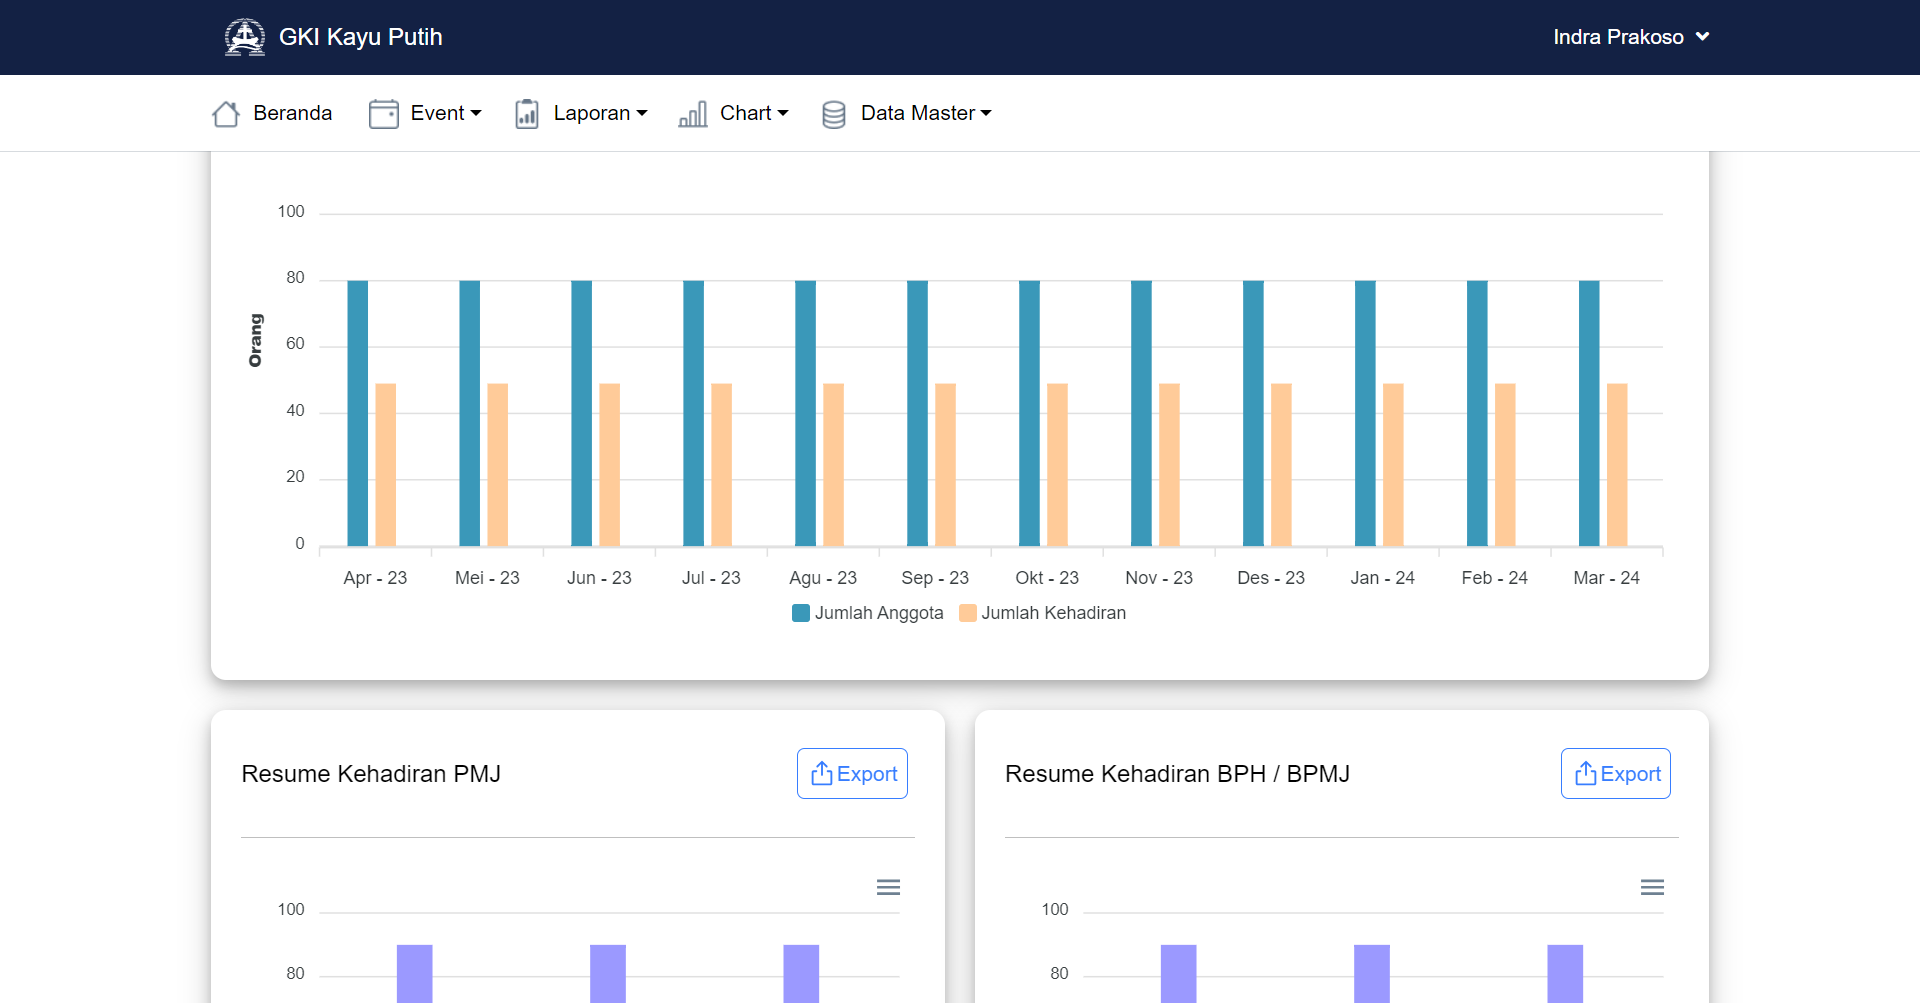 GKI Kayu Putih
Indra Prakoso
Beranda
Event
Laporan
Chart
Data Master
100
80
60
40
20
0
Orang
Apr - 23
Mei - 23
Jun - 23
Jul - 23
Agu - 23
Sep - 23
Okt - 23
Nov - 23
Des - 23
Jan - 24
Feb - 24
Mar - 24
Jumlah Anggota
Jumlah Kehadiran
Resume Kehadiran PMJ
Export
100
80
Resume Kehadiran BPH / BPMJ
Export
100
80